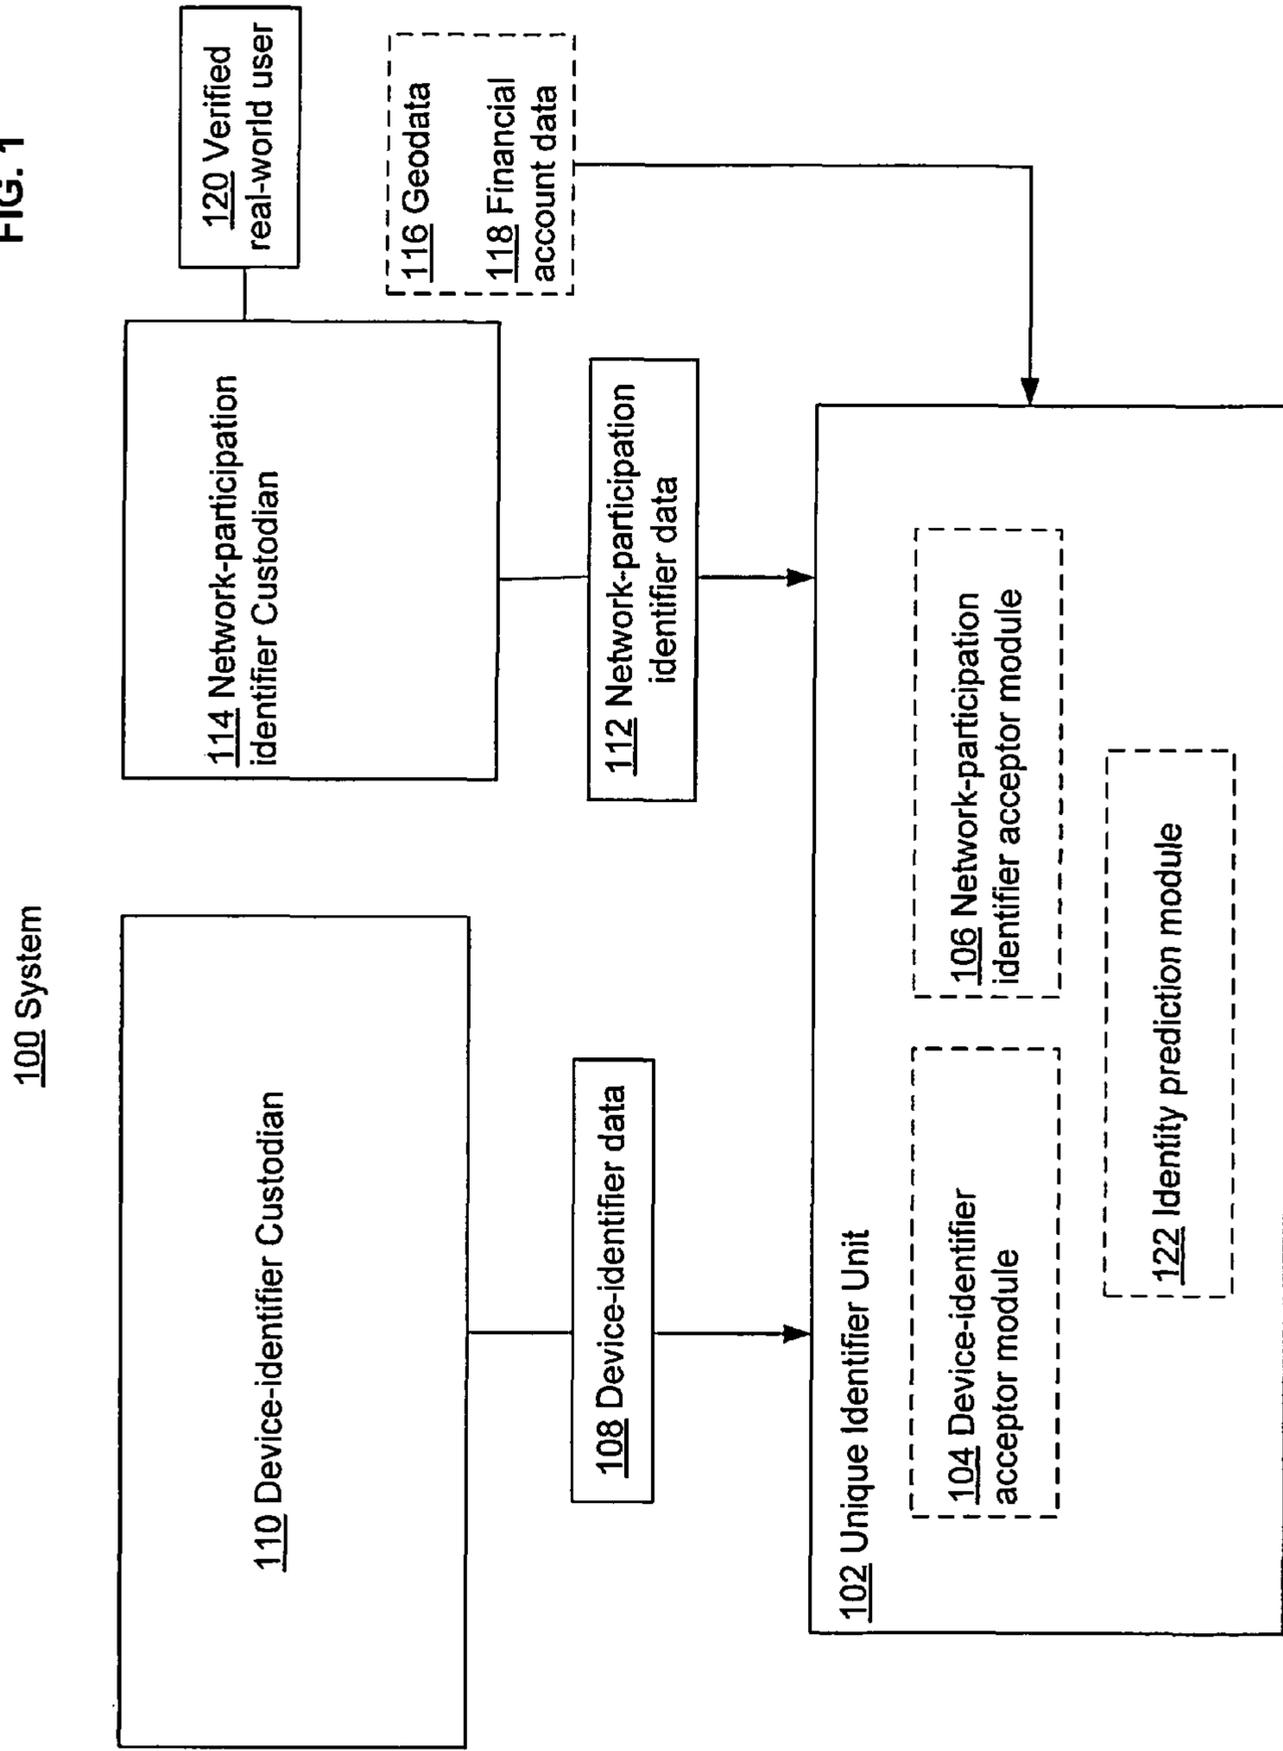 FIG. 1
100 System
110 Device-identifier Custodian
114 Network-participation
identifier Custodian
120 Verified
real-world user
116 Geodata
118 Financial
account data
108 Device-identifier data
112 Network-participation
identifier data
102 Unique Identifier Unit
104 Device-identifier
acceptor module
106 Network-participation
identifier acceptor module
122 Identity prediction module